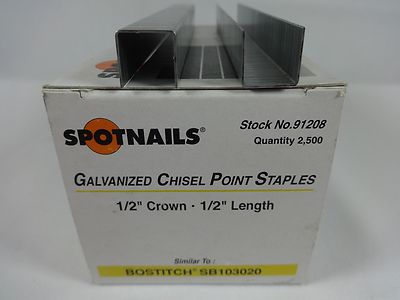 SPOTNAILS®
Stock No.91208
Quantity 2,500
GALVANIZED CHISEL POINT STAPLES
1/2" Crown · 1/2" Length
Similar To :
BOSTITCH® SB103020